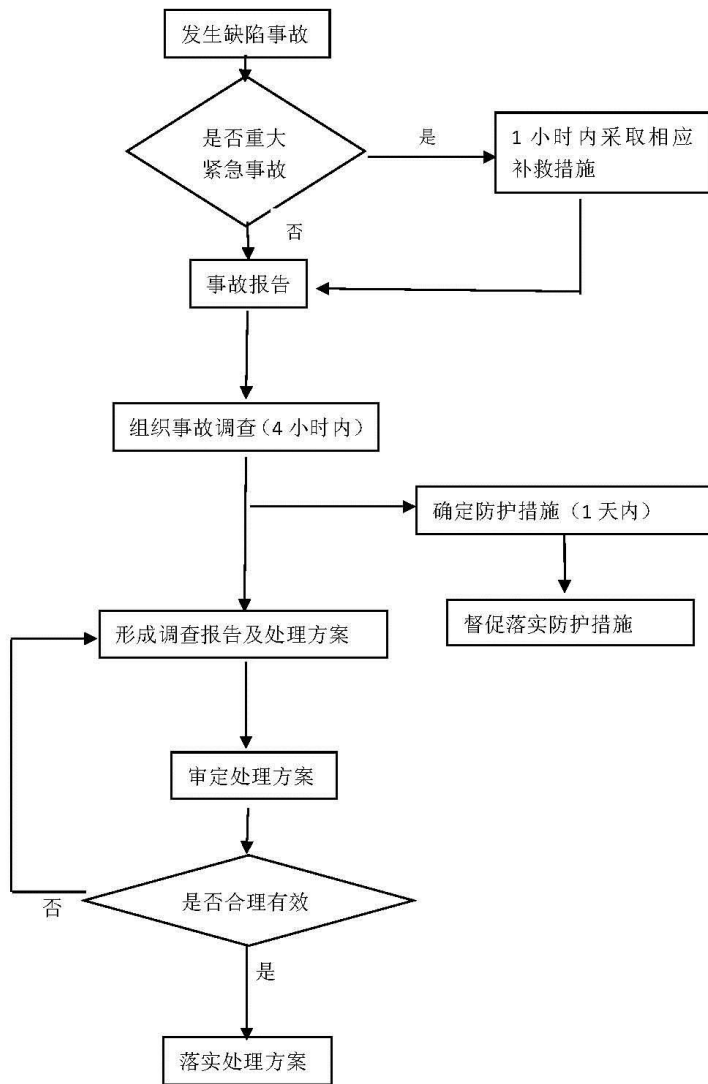 发生缺陷事故
是否重大
紧急事故
是
1 小时内采取相应
补救措施
否
事故报告
组织事故调查（4 小时内）
确定防护措施（1 天内）
督促落实防护措施
形成调查报告及处理方案
审定处理方案
是否合理有效
否
是
落实处理方案